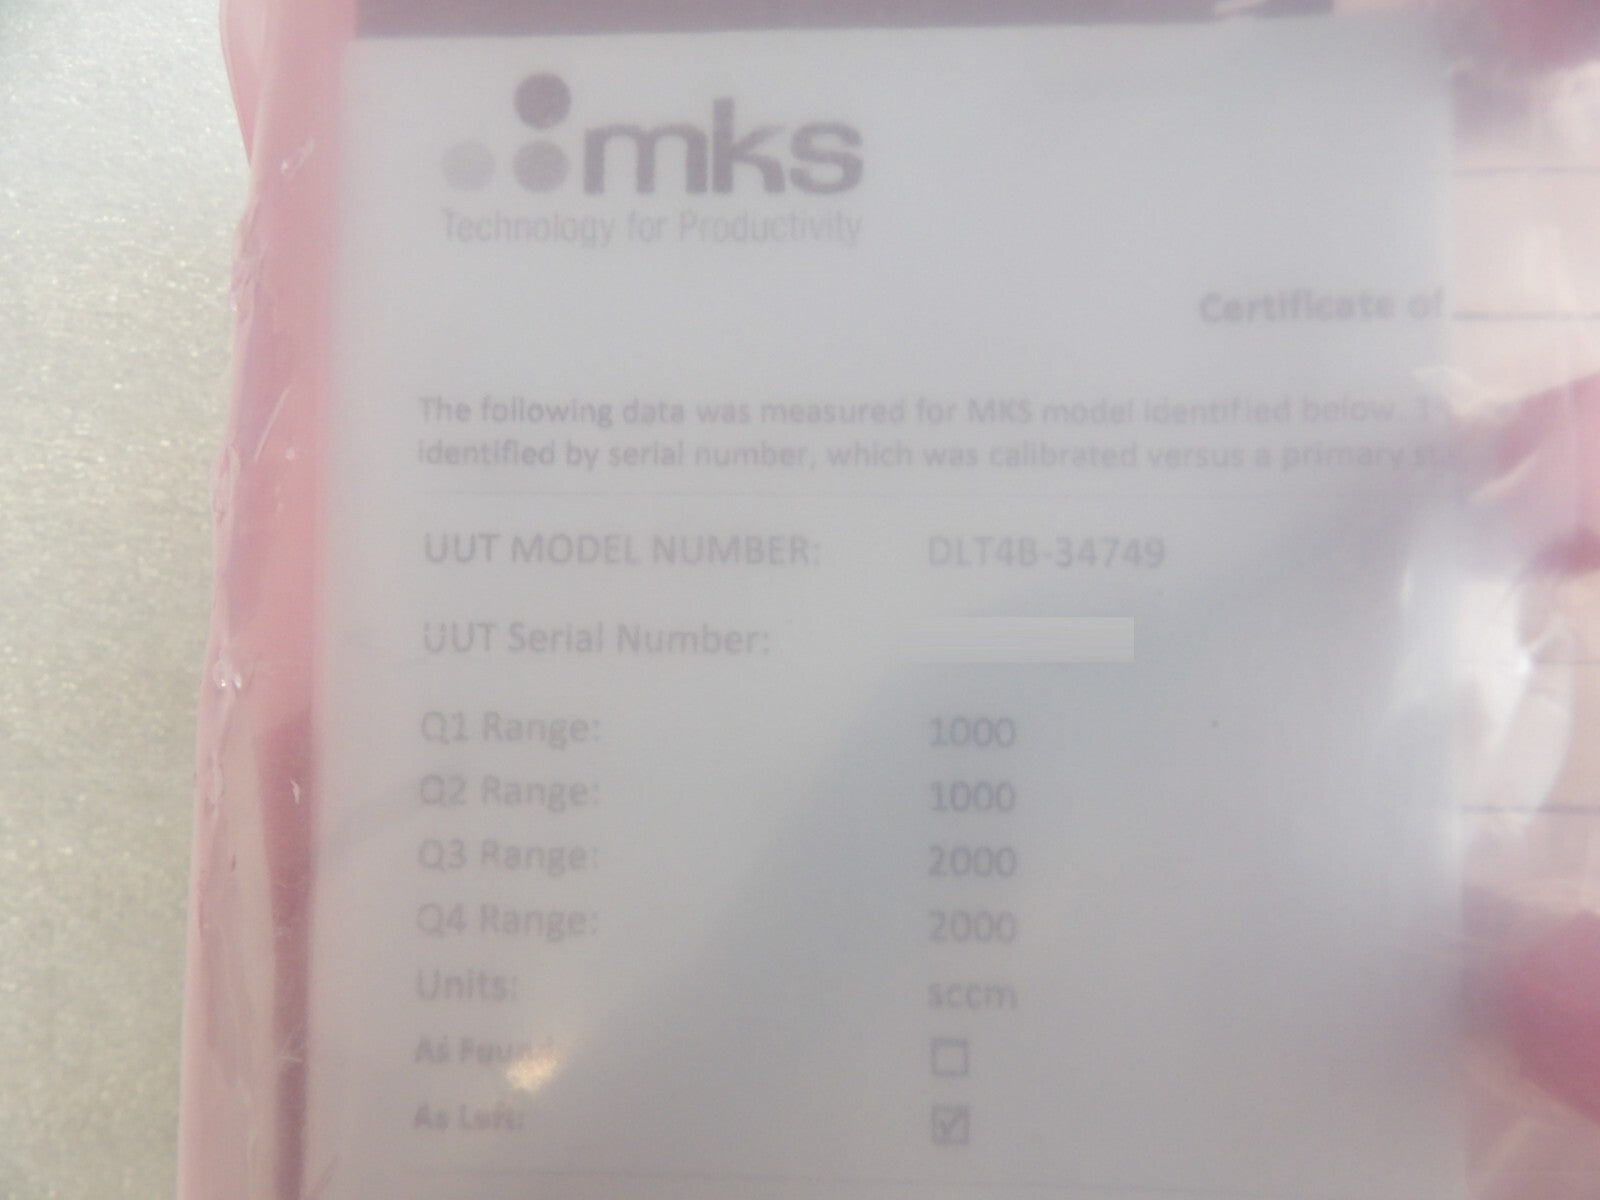 mks
Technology for Productivity
Certificate of
The following data was measured for MKS model identified below.
identified by serial number, which was calibrated versus a primary
UUT MODEL NUMBER: DLT4B-34749
UUT Serial Number:
Q1 Range: 1000
Q2 Range: 1000
Q3 Range: 2000
Q4 Range: 2000
Units: sccm
As Found
As Left: ☑